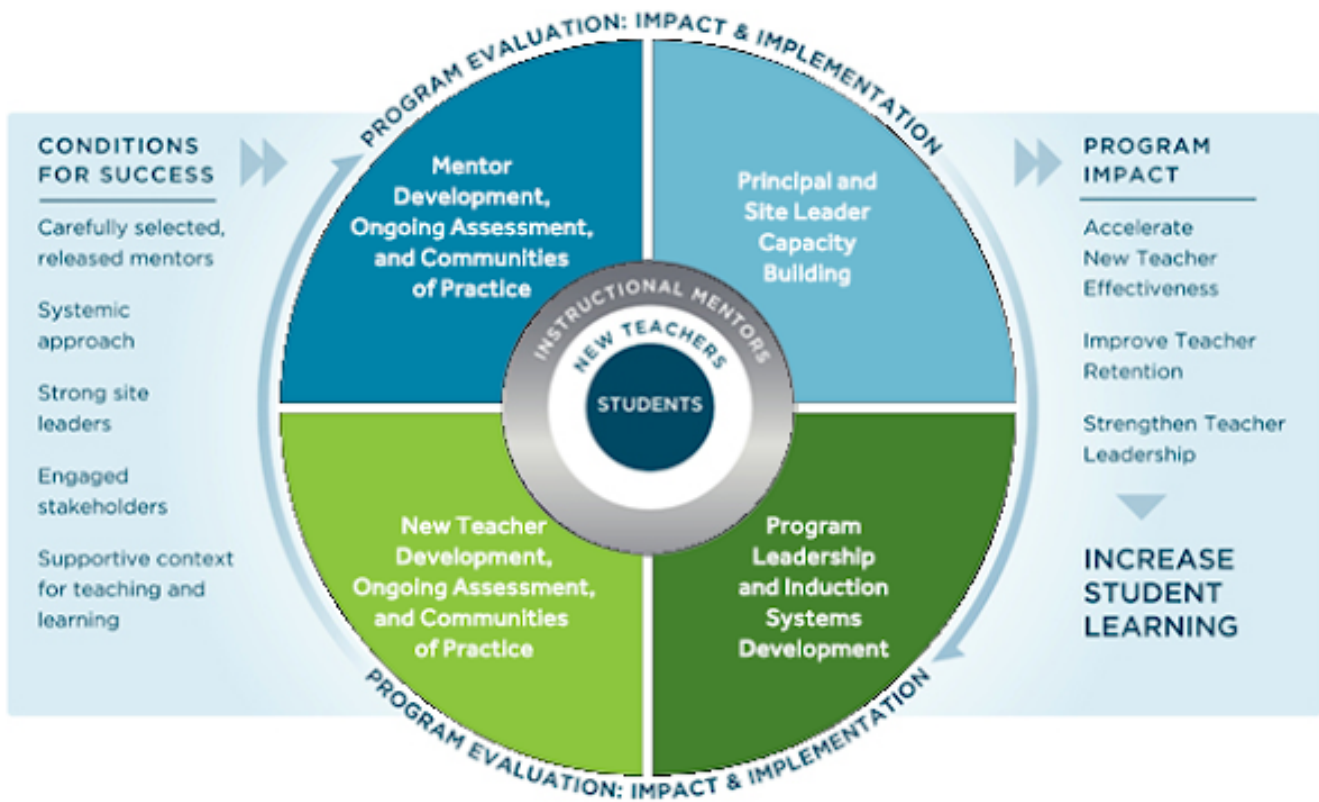 PROGRAM EVALUATION: IMPACT & IMPLEMENTATION
CONDITIONS
FOR SUCCESS
Carefully selected,
released mentors
Systemic
approach
Strong site
leaders
Engaged
stakeholders
Supportive context
for teaching and
learning
Mentor
Development,
Ongoing Assessment,
and Communities
of Practice
Principal and
Site Leader
Capacity
Building
INSTRUCTIONAL MENTORS
NEW TEACHERS
STUDENTS
New Teacher
Development,
Ongoing Assessment,
and Communities
of Practice
Program
Leadership
and Induction
Systems
Development
PROGRAM
IMPACT
Accelerate
New Teacher
Effectiveness
Improve Teacher
Retention
Strengthen Teacher
Leadership
INCREASE
STUDENT
LEARNING
PROGRAM EVALUATION: IMPACT & IMPLEMENTATION